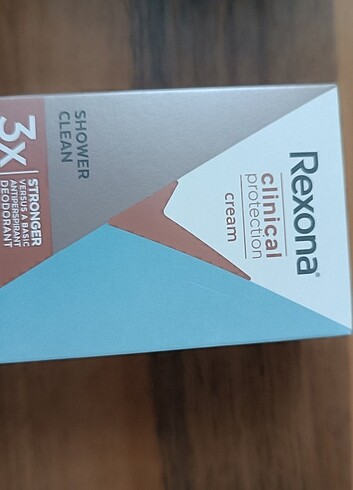 Rexona®
clinical
protection
cream
SHOWER
CLEAN
3X
STRONGER
VERSUS A BASIC
ANTIPERSPIRANT
DEODORANT